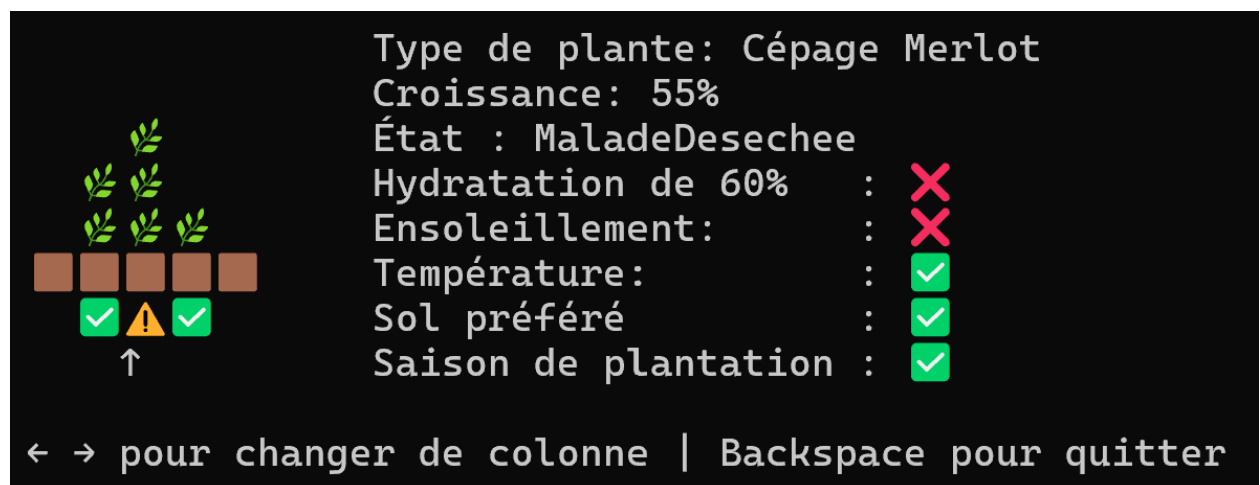 Type de plante: Cépage Merlot
Croissance: 55%
État : MaladeDesechee
Hydratation de 60% : ❌
Ensoleillement: : ❌
Température: : ✅
Sol préféré : ✅
Saison de plantation : ✅
← → pour changer de colonne | Backspace pour quitter